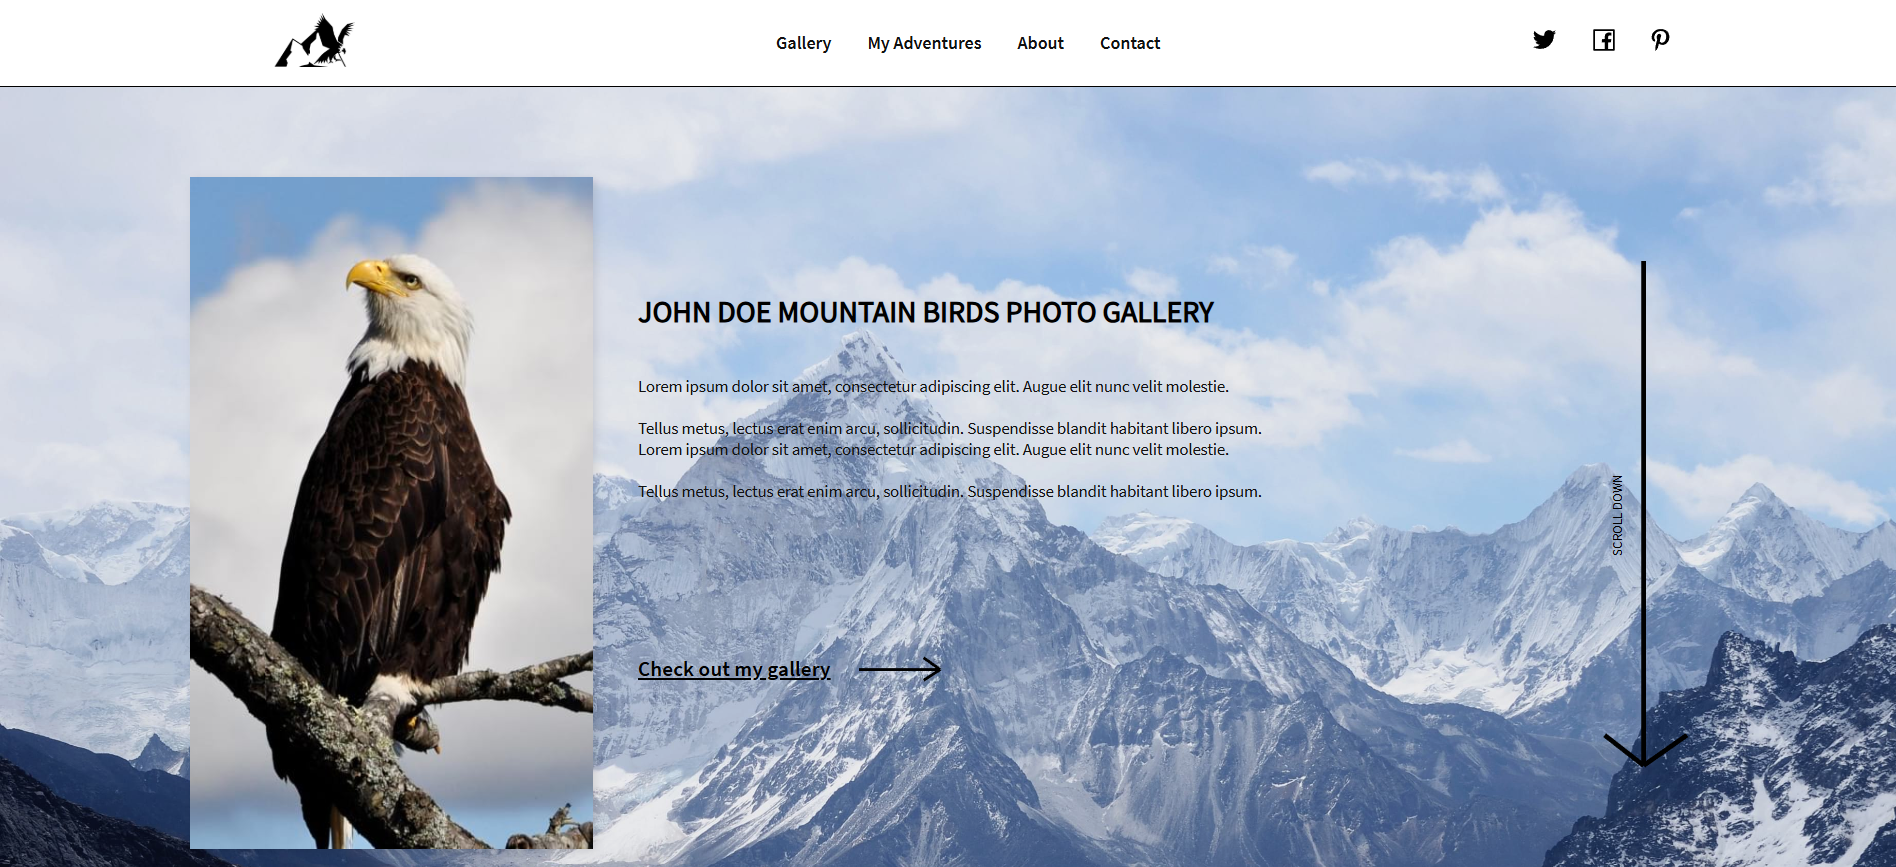 Gallery
My Adventures
About
Contact
JOHN DOE MOUNTAIN BIRDS PHOTO GALLERY
Lorem ipsum dolor sit amet, consectetur adipiscing elit. Augue elit nunc velit molestie.
Tellus metus, lectus erat enim arcu, sollicitudin. Suspendisse blandit habitant libero ipsum.
Lorem ipsum dolor sit amet, consectetur adipiscing elit. Augue elit nunc velit molestie.
Tellus metus, lectus erat enim arcu, sollicitudin. Suspendisse blandit habitant libero ipsum.
Check out my gallery
SCROLL DOWN